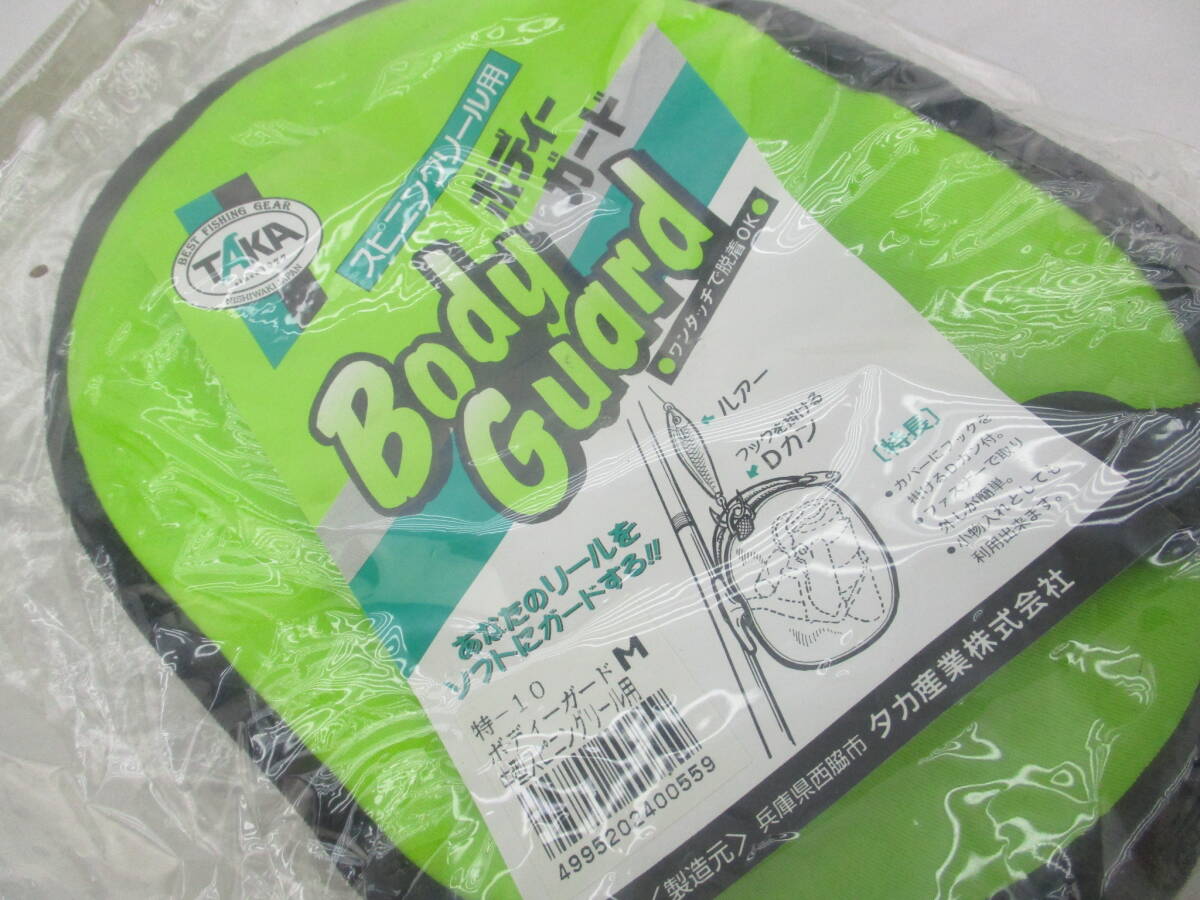 BEST FISHING GEAR
TAKA
NISHIWAKI JAPAN
スピニングリール用
ボディー
ガード
Body
Guard
●ワンタッチで脱着OK●
ルアー
フックを掛ける
Dカン
[特長]
●カバーにフックを
掛けるDカン付。
●ファスナーで取り
外しが簡単。
●小物入れとしても
利用出来ます。
あなたのリールを
ソフトにガードする!!
特-10
ボディーガード M
スピニングリール用
4995202400559
<製造元> 兵庫県西脇市 タカ産業株式会社